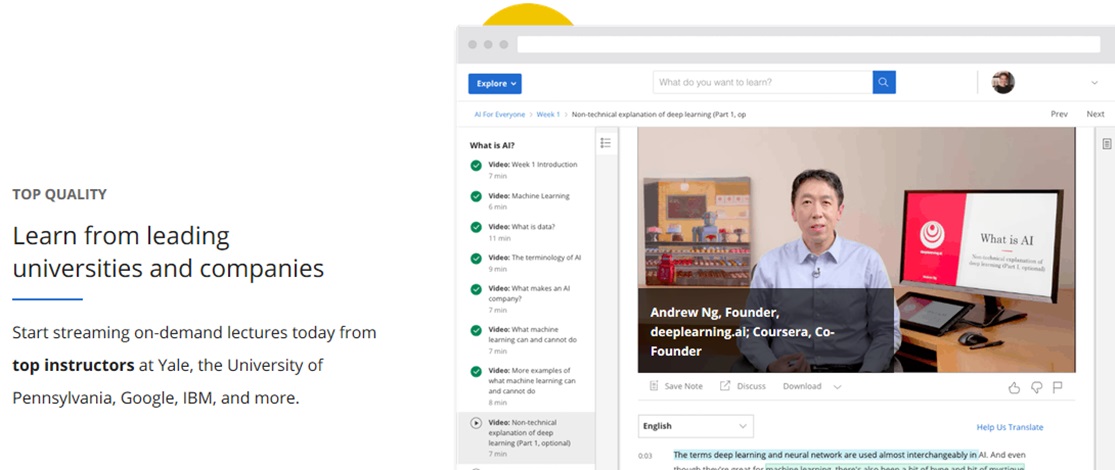 TOP QUALITY
Learn from leading
universities and companies
Start streaming on-demand lectures today from
top instructors at Yale, the University of
Pennsylvania, Google, IBM, and more.
Explore
What do you want to learn?
AI For Everyone > Week 1 > Non-technical explanation of deep learning (Part 1, op
Prev Next
What is AI?
Video: Week 1 Introduction
7 min
Video: Machine Learning
6 min
Video: What is data?
11 min
Video: The terminology of AI
9 min
Video: What makes an AI
company?
7 min
Video: What machine
learning can and cannot do
7 min
Video: More examples of
what machine learning can
and cannot do
8 min
Video: Non-technical
explanation of deep
learning (Part 1, optional)
7 min
deeplearning.ai
What is AI
Non-technical explanation of
deep learning (Part 1, optional)
Andrew Ng, Founder,
deeplearning.ai; Coursera, Co-
Founder
Save Note Discuss Download
English
Help Us Translate
0:03 The terms deep learning and neural network are used almost interchangeably in AI. And even
though they're great for machine learning, there's also been a bit of hype and bit of mystique